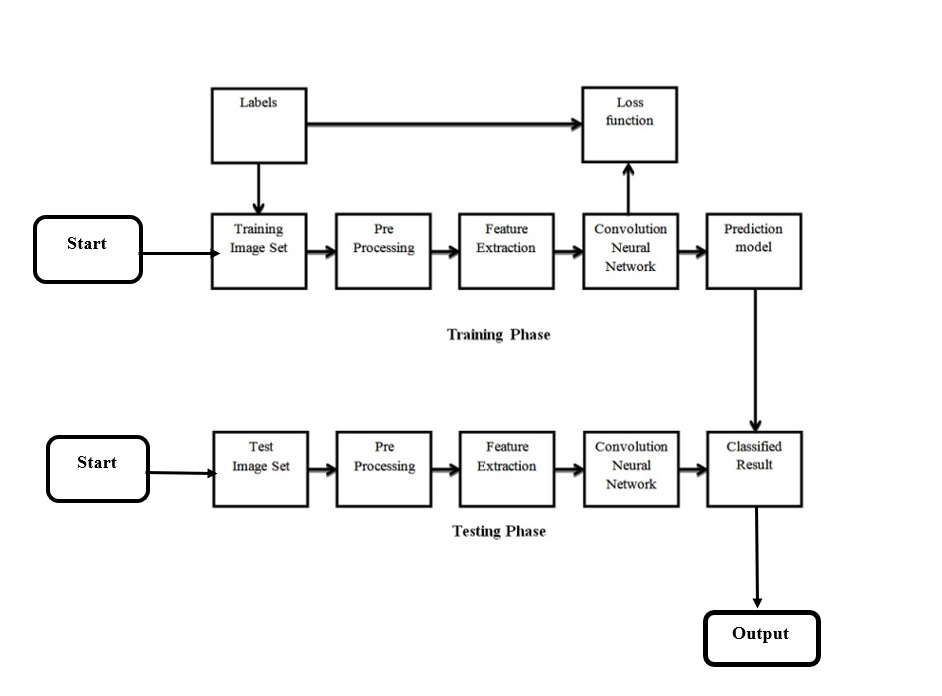 Labels
Loss
function
Start
Training
Image Set
Pre
Processing
Feature
Extraction
Convolution
Neural
Network
Prediction
model
Training Phase
Start
Test
Image Set
Pre
Processing
Feature
Extraction
Convolution
Neural
Network
Classified
Result
Testing Phase
Output